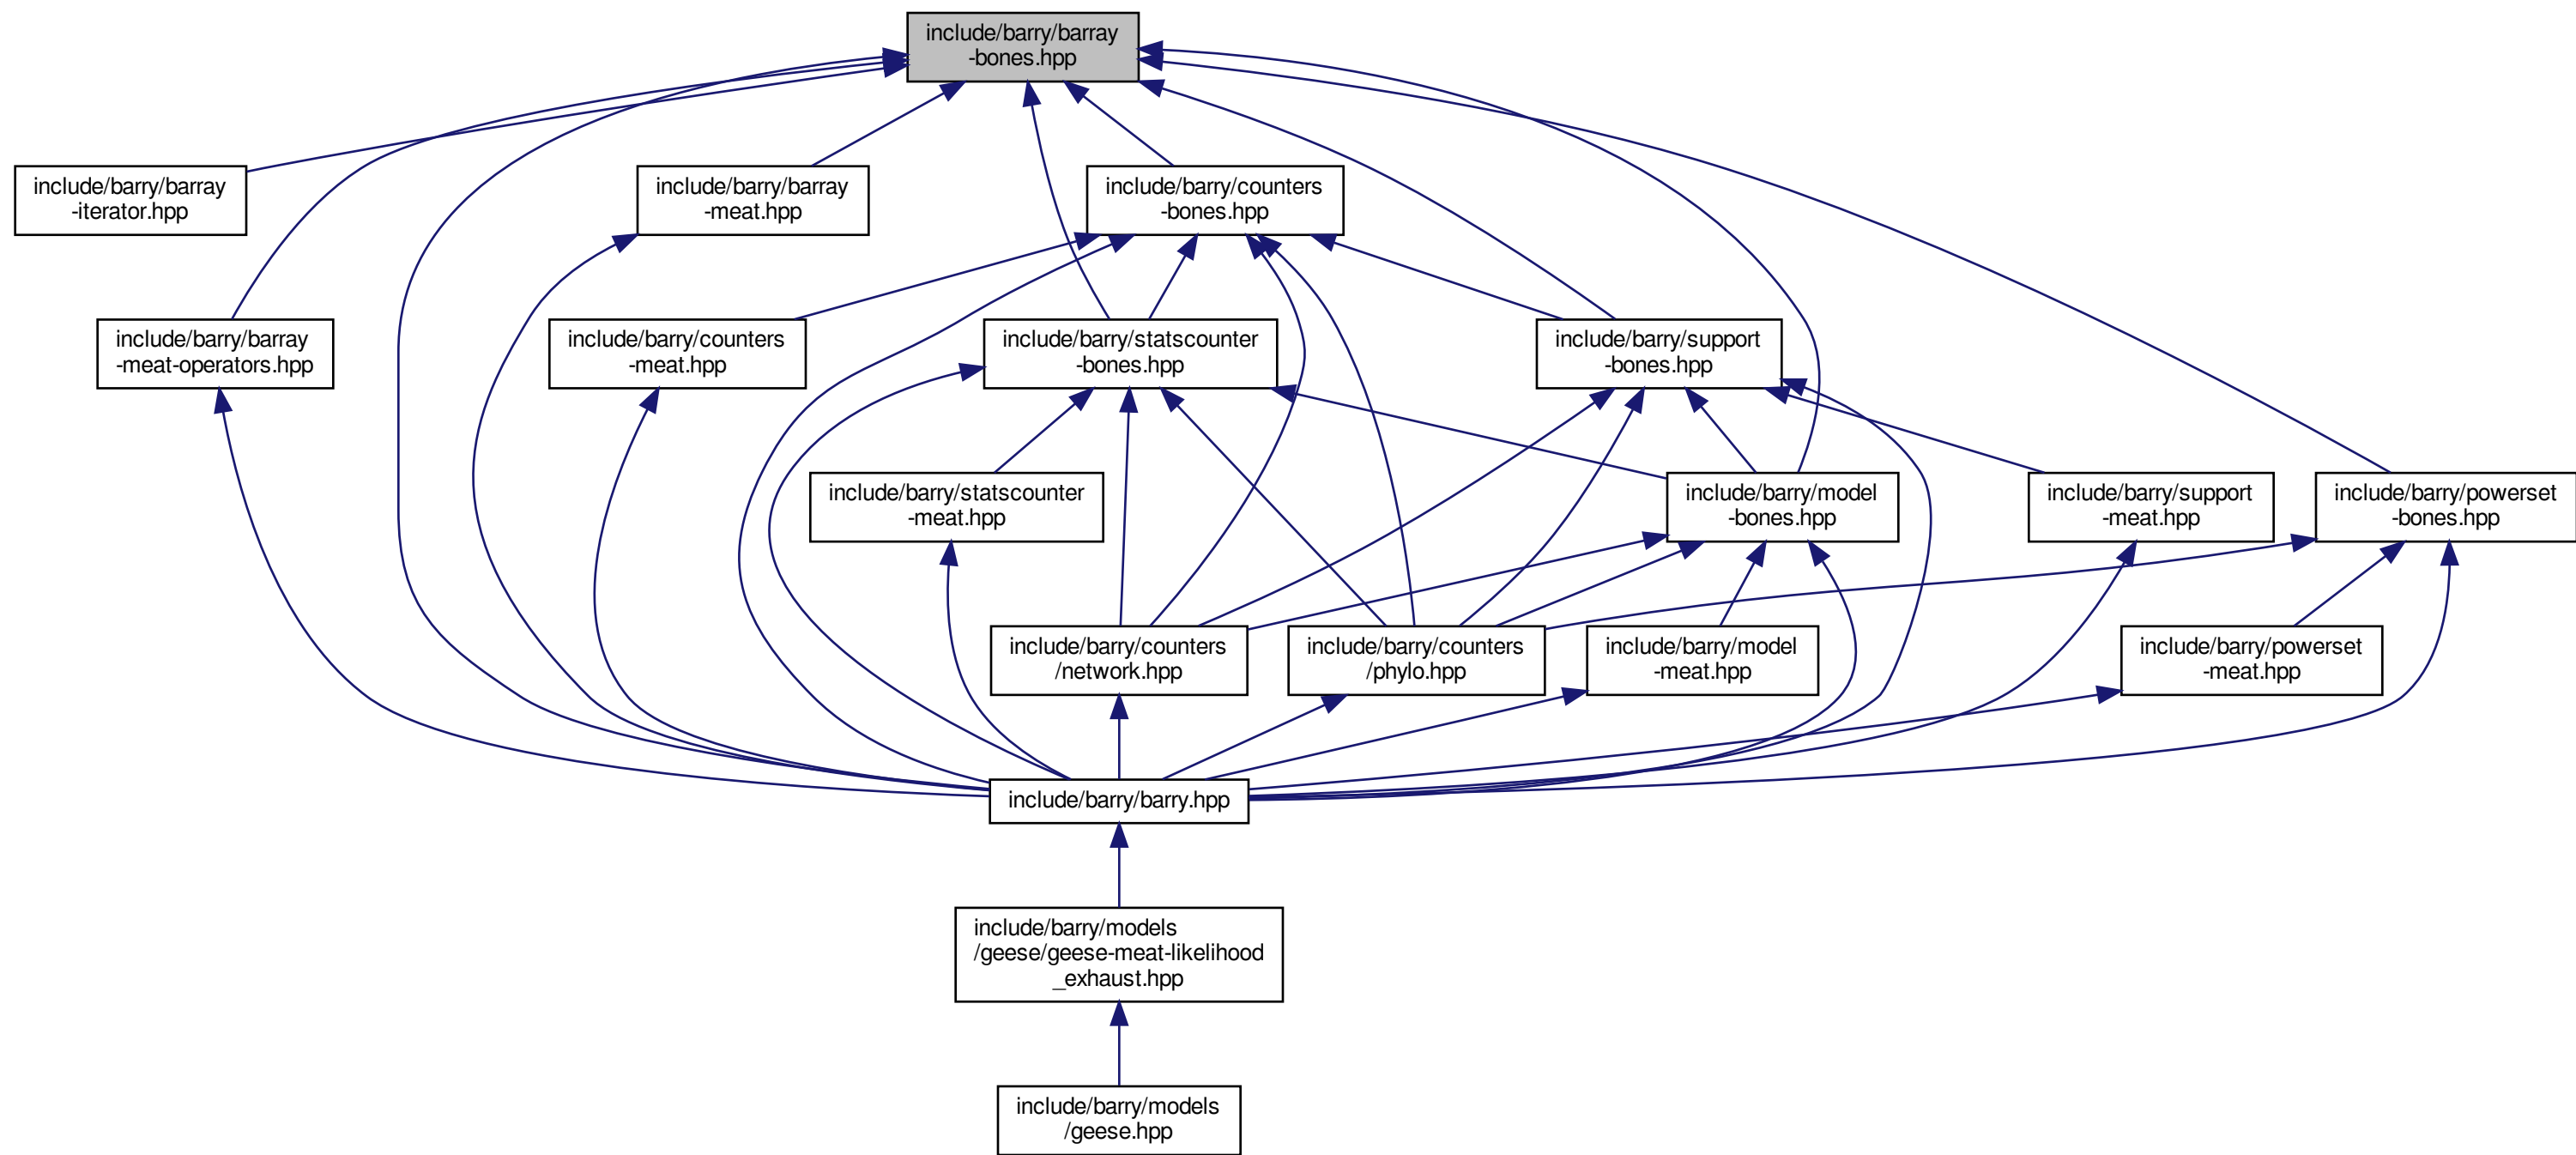 include/barry/barray
-bones.hpp
include/barry/barray
-iterator.hpp
include/barry/barray
-meat.hpp
include/barry/counters
-bones.hpp
include/barry/barray
-meat-operators.hpp
include/barry/counters
-meat.hpp
include/barry/statscounter
-bones.hpp
include/barry/support
-bones.hpp
include/barry/statscounter
-meat.hpp
include/barry/model
-bones.hpp
include/barry/support
-meat.hpp
include/barry/powerset
-bones.hpp
include/barry/counters
/network.hpp
include/barry/counters
/phylo.hpp
include/barry/model
-meat.hpp
include/barry/powerset
-meat.hpp
include/barry/barry.hpp
include/barry/models
/geese/geese-meat-likelihood
_exhaust.hpp
include/barry/models
/geese.hpp